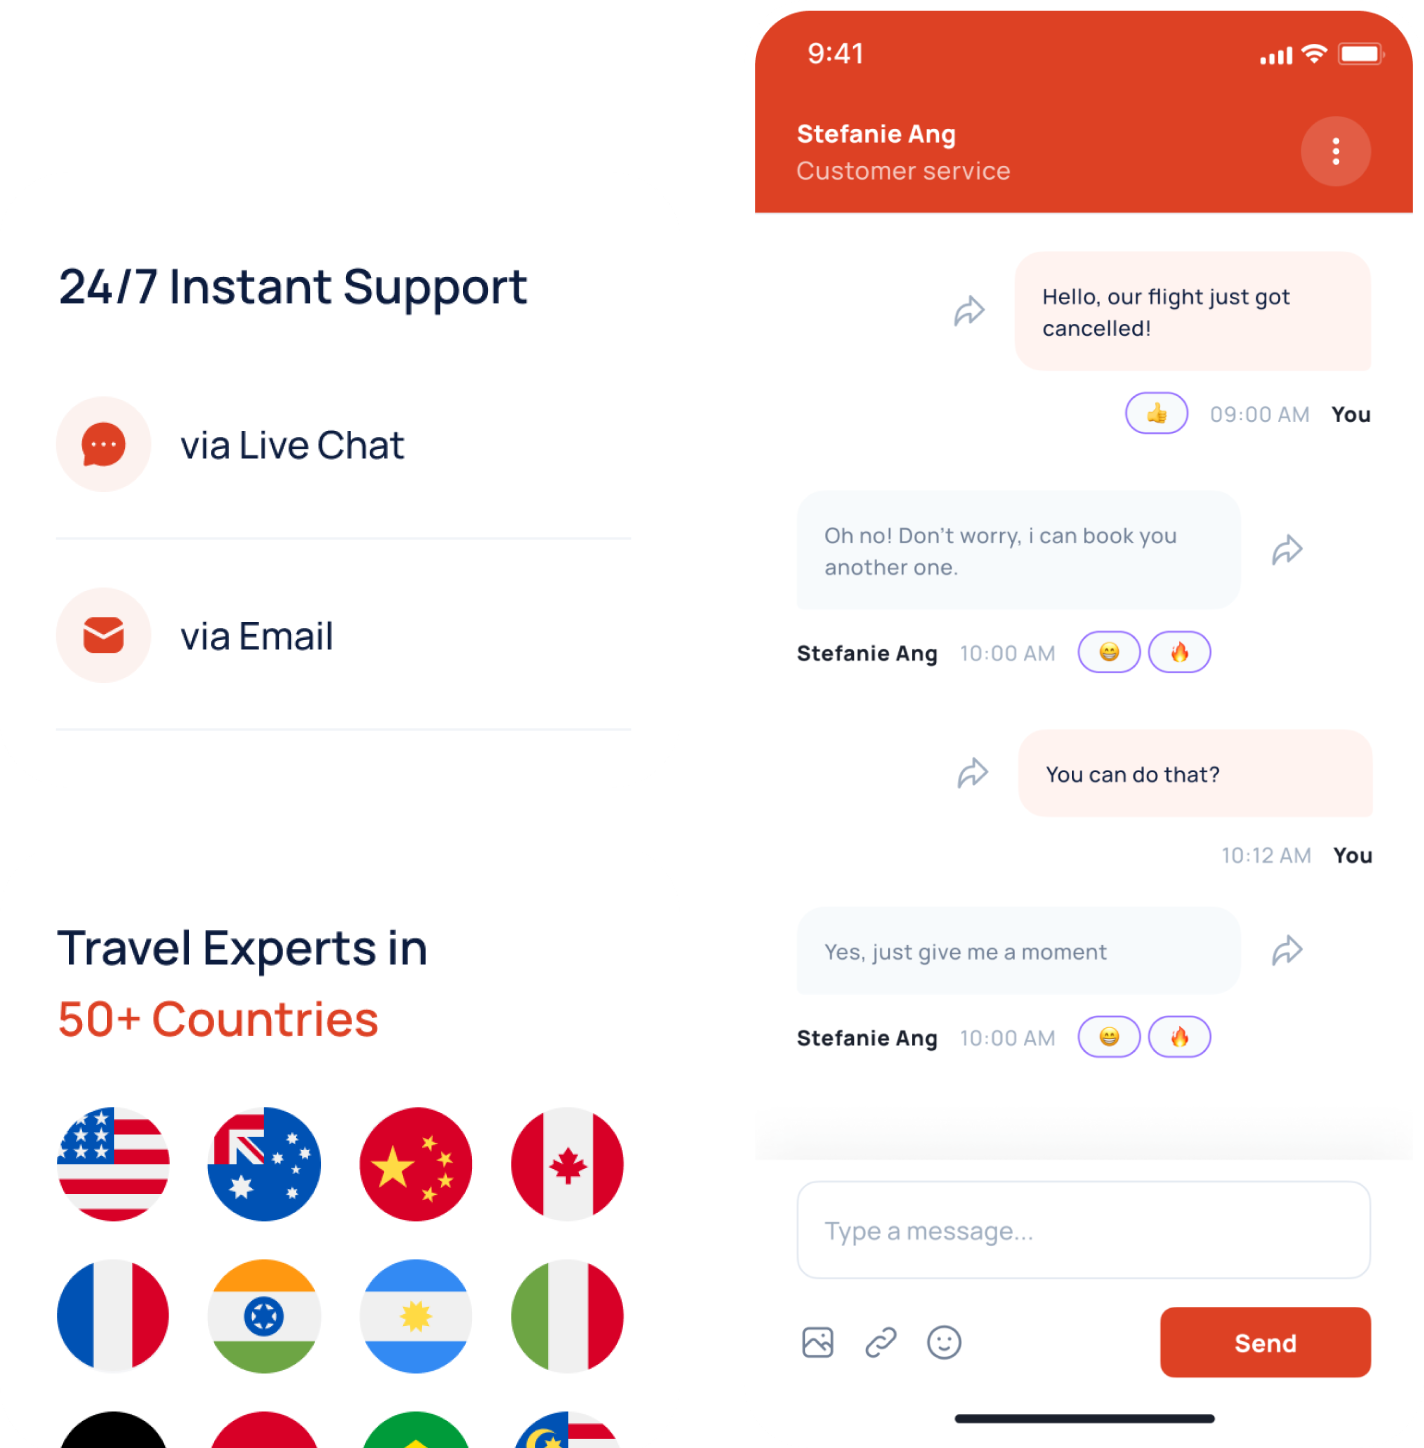 24/7 Instant Support
via Live Chat
via Email
Travel Experts in
50+ Countries
9:41
Stefanie Ang
Customer service
Hello, our flight just got
cancelled!
09:00 AM You
Oh no! Don't worry, i can book you
another one.
Stefanie Ang 10:00 AM
You can do that?
10:12 AM You
Yes, just give me a moment
Stefanie Ang 10:00 AM
Type a message...
Send